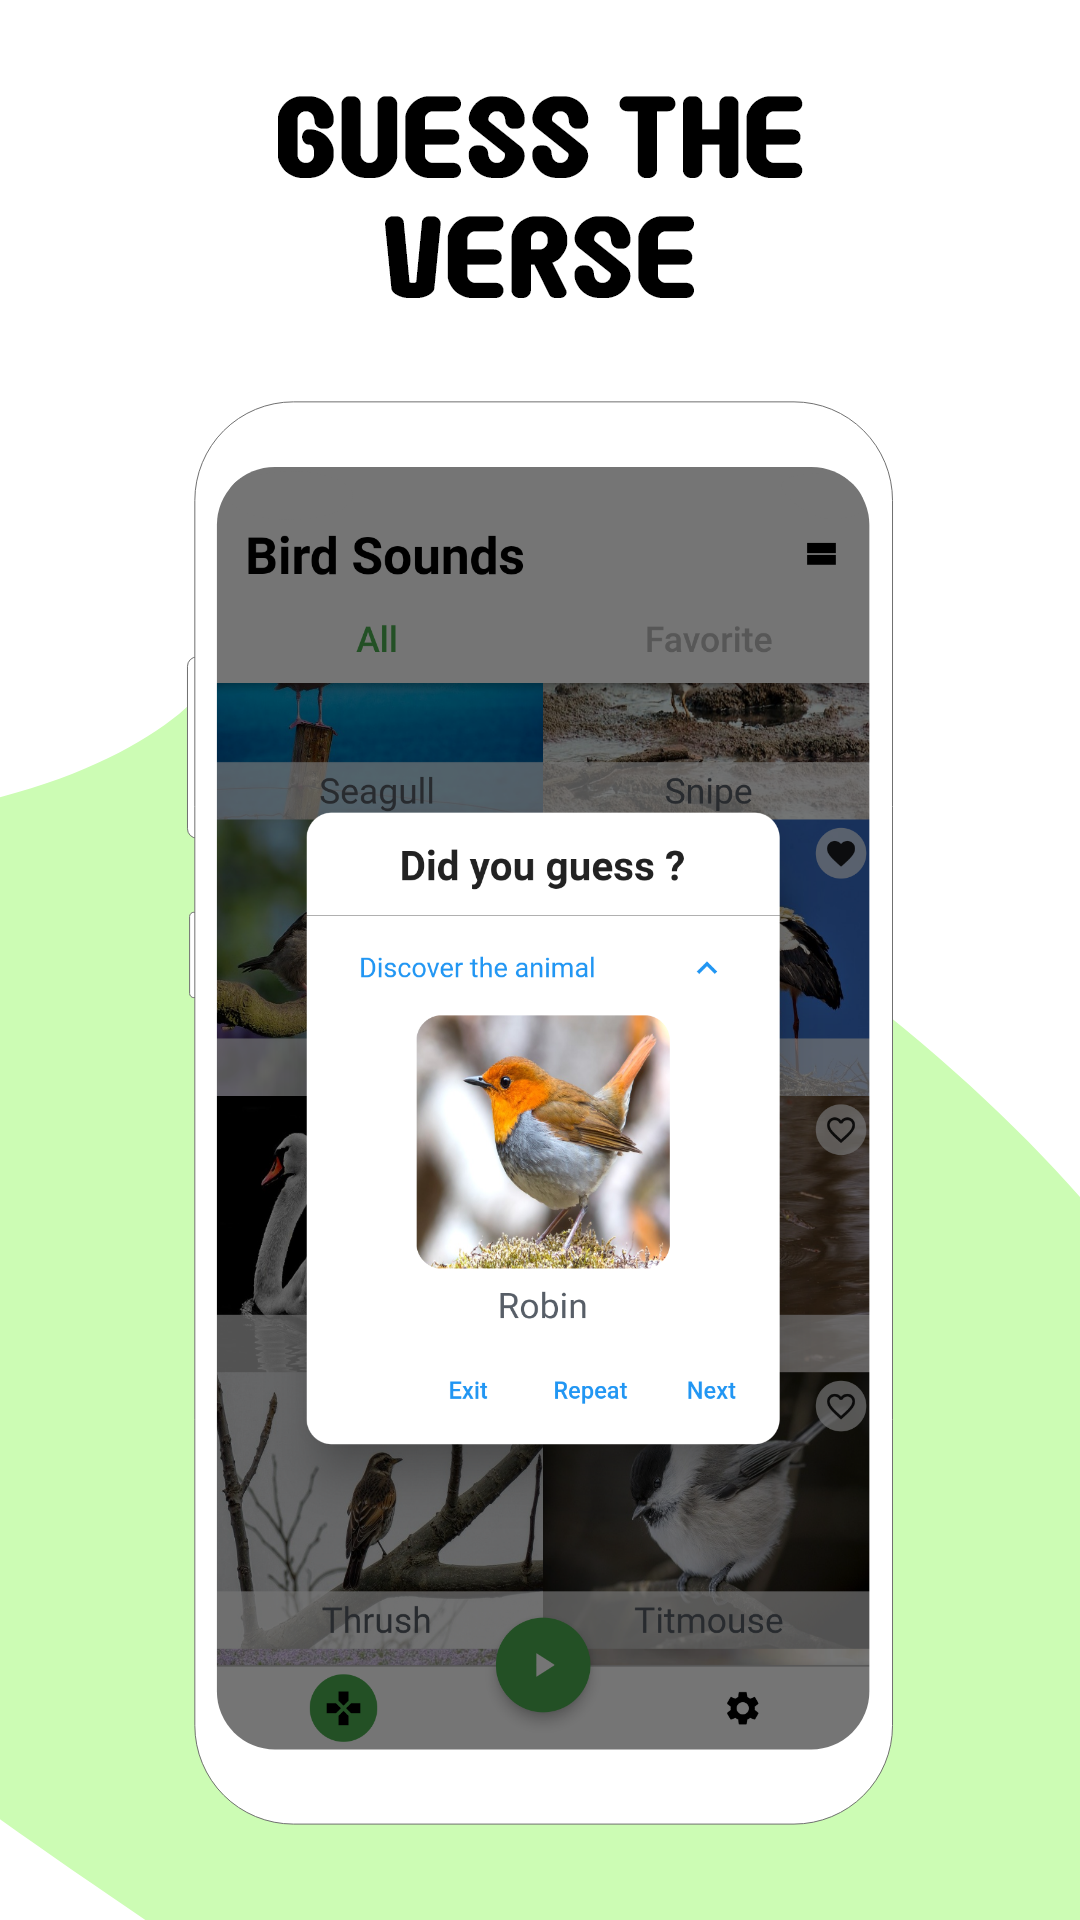 GUESS THE
VERSE
Bird Sounds
All
Favorite
Seagull
Snipe
Did you guess ?
Discover the animal
Robin
Exit
Repeat
Next
Thrush
Titmouse